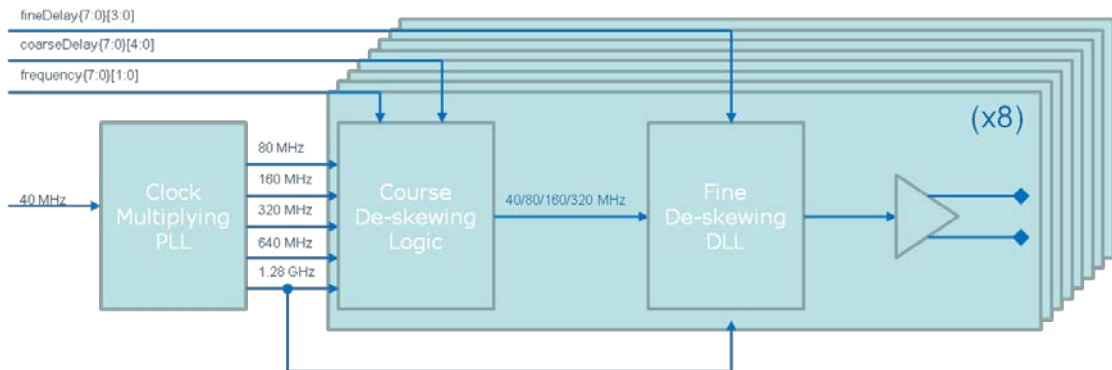 fineDelay{7:0}[3:0]
coarseDelay{7:0}[4:0]
frequency{7:0}[1:0]
(x8)
40 MHz
Clock
Multiplying
PLL
80 MHz
160 MHz
320 MHz
640 MHz
1.28 GHz
Course
De-skewing
Logic
40/80/160/320 MHz
Fine
De-skewing
DLL